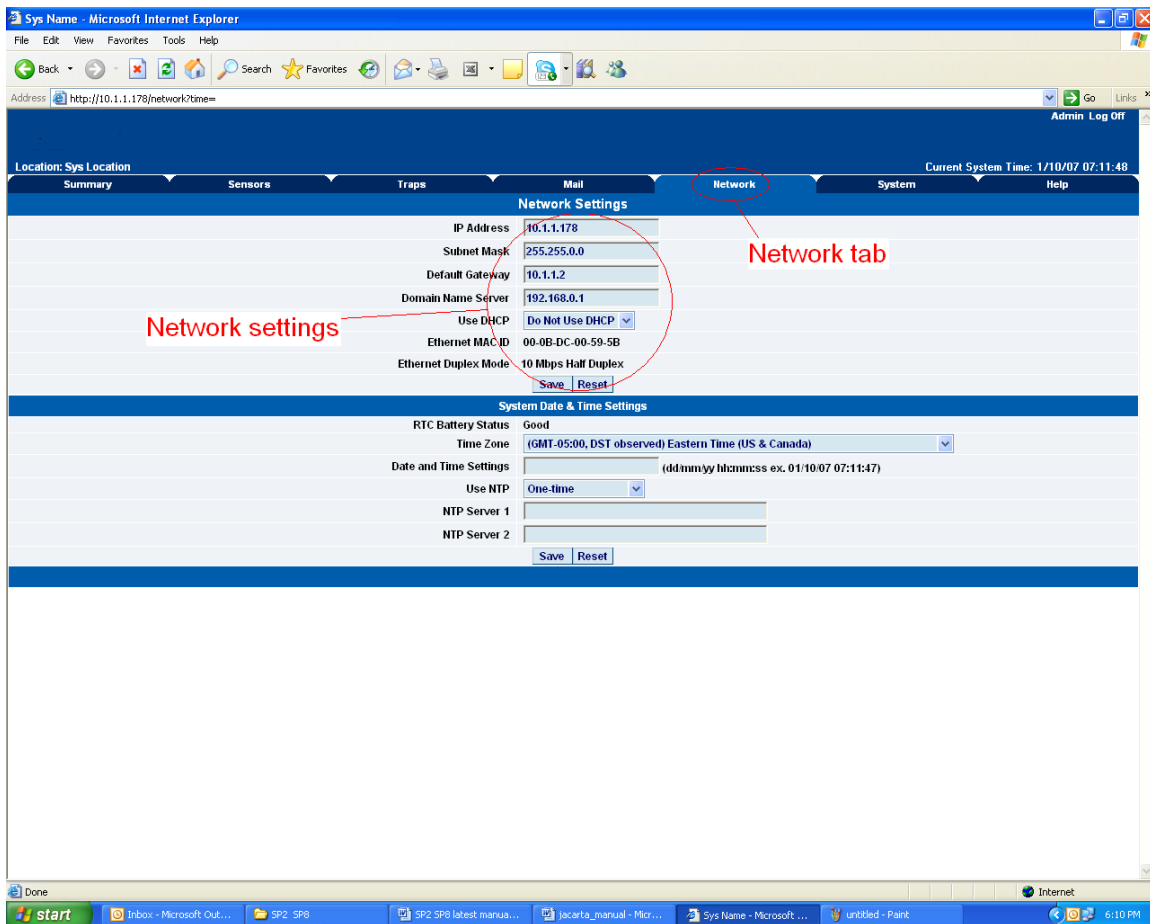 Sys Name - Microsoft Internet Explorer
File Edit View Favorites Tools Help
Back Search Favorites
Address http://10.1.1.178/network?time= Go Links »
Admin Log Off
Location: Sys Location Current System Time: 1/10/07 07:11:48
Summary Sensors Traps Mail Network System Help
Network Settings
IP Address 10.1.1.178
Subnet Mask 255.255.0.0
Network tab
Default Gateway 10.1.1.2
Domain Name Server 192.168.0.1
Use DHCP Do Not Use DHCP
Network settings
Ethernet MAC ID 00-0B-DC-00-59-5B
Ethernet Duplex Mode 10 Mbps Half Duplex
Save Reset
System Date & Time Settings
RTC Battery Status Good
Time Zone (GMT-05:00, DST observed) Eastern Time (US & Canada)
Date and Time Settings (dd/mm/yy hh:mm:ss ex. 01/10/07 07:11:47)
Use NTP One-time
NTP Server 1
NTP Server 2
Save Reset
Done Internet
start Inbox - Microsoft Out... SP2 SP8 SP2 SP8 latest manua... jacarta_manual - Micr... Sys Name - Microsoft ... untitled - Paint 6:10 PM